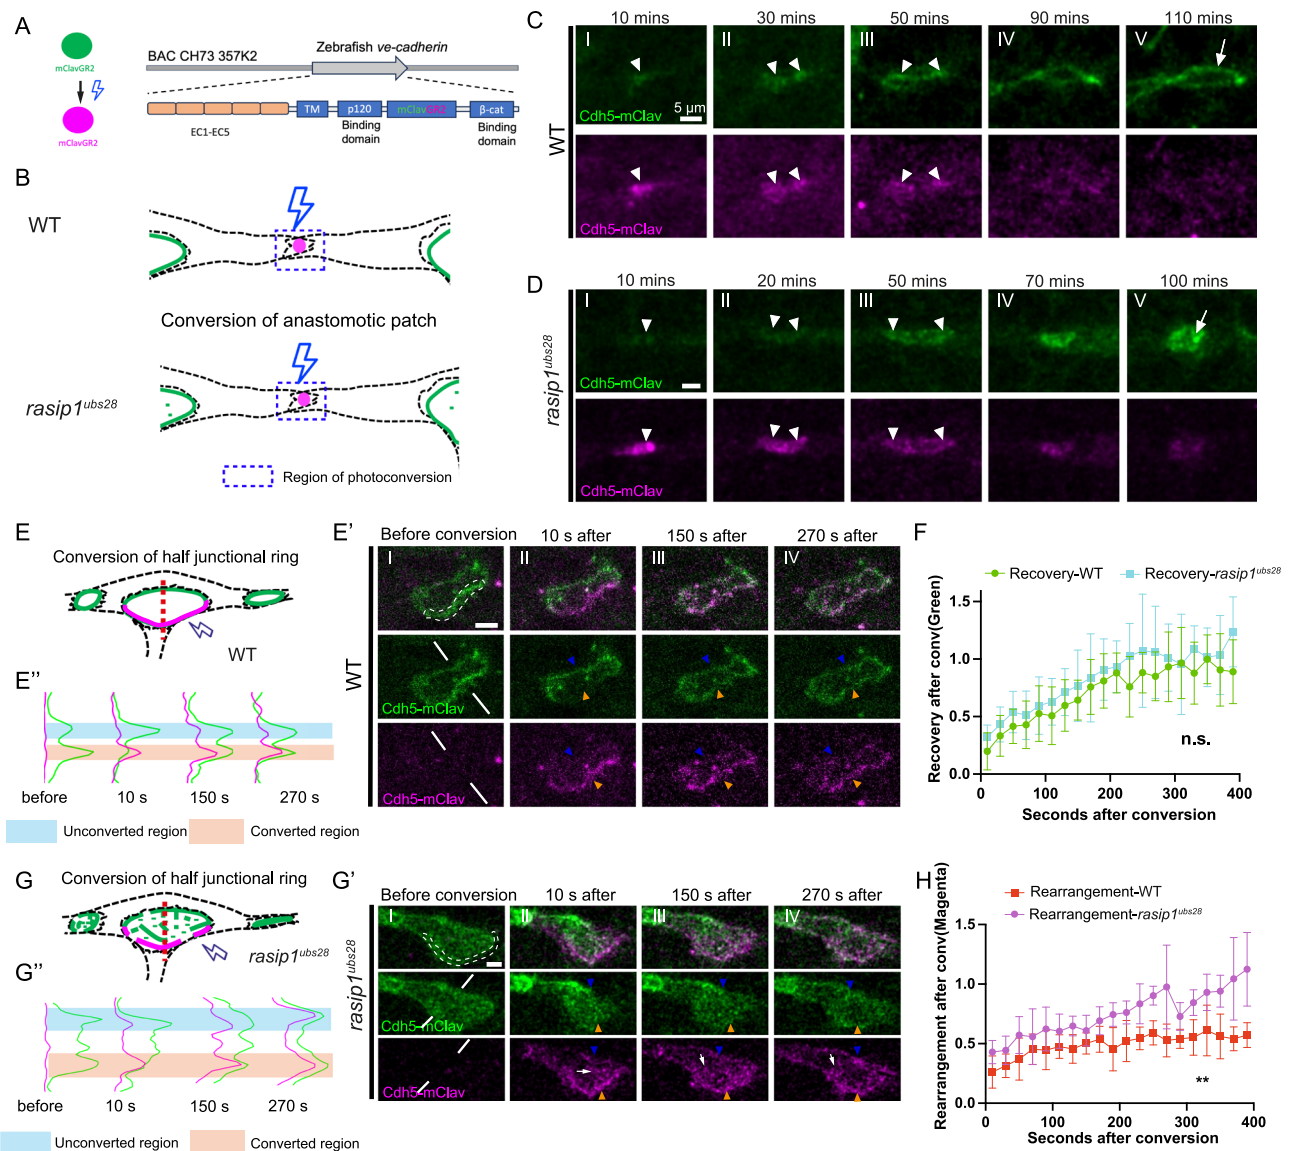 A
mClavGR2
mClavGR2
BAC CH73 357K2
Zebrafish ve-cadherin
TM
p120
mClavGR2
β-cat
EC1-EC5
Binding domain
Binding domain
B
WT
Conversion of anastomotic patch
rasip1ubs28
Region of photoconversion
C
10 mins
30 mins
50 mins
90 mins
110 mins
WT
I
II
III
IV
V
5 µm
Cdh5-mClav
Cdh5-mClav
D
10 mins
20 mins
50 mins
70 mins
100 mins
rasip1ubs28
I
II
III
IV
V
Cdh5-mClav
Cdh5-mClav
E
Conversion of half junctional ring
WT
E'
Before conversion
10 s after
150 s after
270 s after
WT
I
II
III
IV
Cdh5-mClav
Cdh5-mClav
E''
before
10 s
150 s
270 s
Unconverted region
Converted region
F
Recovery-WT
Recovery-rasip1ubs28
Recovery after conv(Green)
1.5
1.0
0.5
0.0
0
100
200
300
400
n.s.
Seconds after conversion
G
Conversion of half junctional ring
rasip1ubs28
G'
Before conversion
10 s after
150 s after
270 s after
rasip1ubs28
I
II
III
IV
Cdh5-mClav
Cdh5-mClav
G''
before
10 s
150 s
270 s
Unconverted region
Converted region
H
Rearrangement-WT
Rearrangement-rasip1ubs28
Rearrangement after conv(Magenta)
1.5
1.0
0.5
0.0
0
100
200
300
400
**
Seconds after conversion